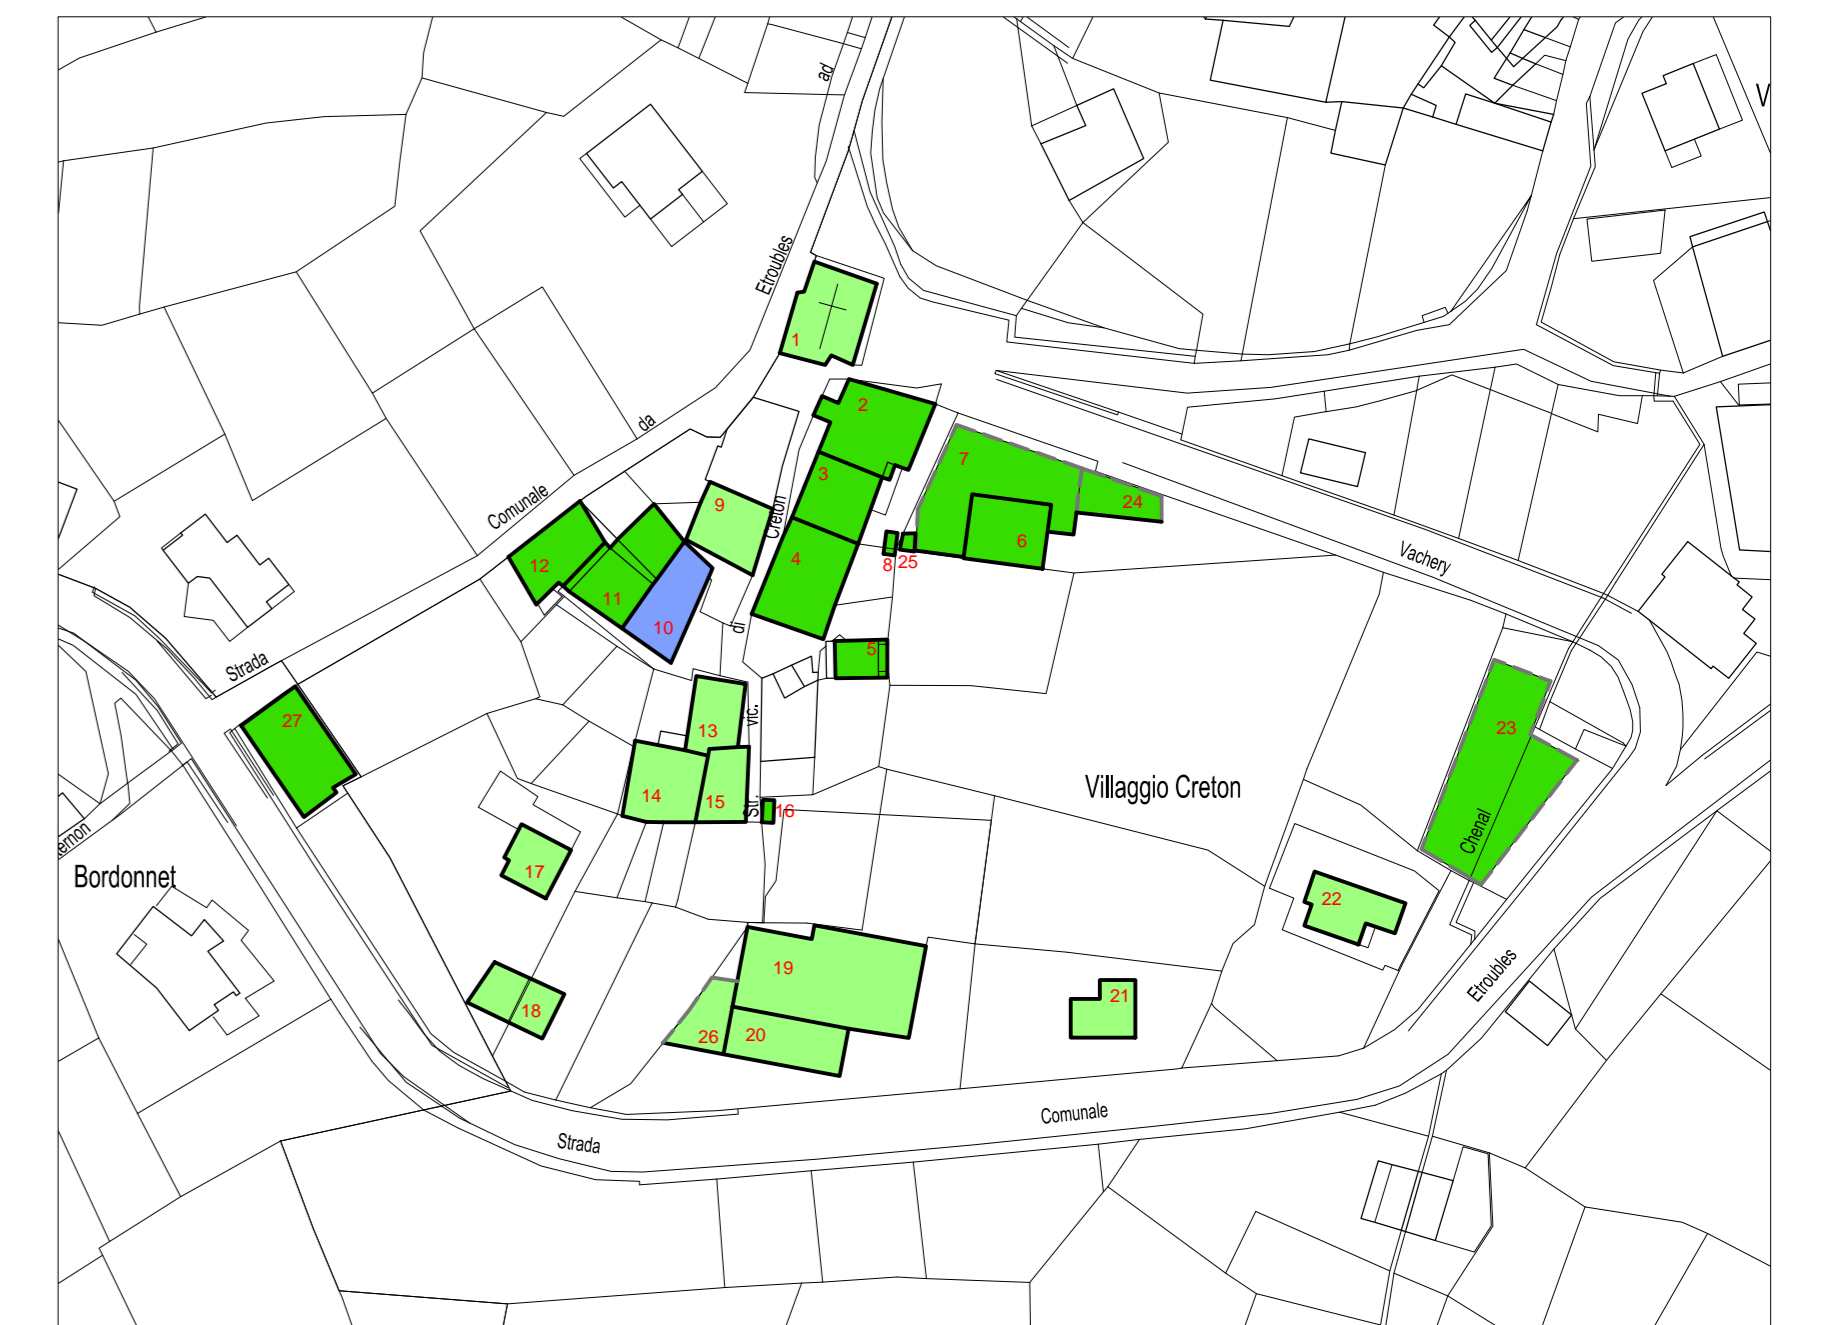 V
ad
Etroubles
1
da
2
3
7
9
Creton
24
Comunale
6
8
25
4
12
11
10
di
5
Vachery
Strada
27
vic.
13
23
Villaggio Creton
14
15
Str.
16
Chenal
ernon
Bordonnet
17
22
19
18
26
20
21
Etroubles
Comunale
Strada